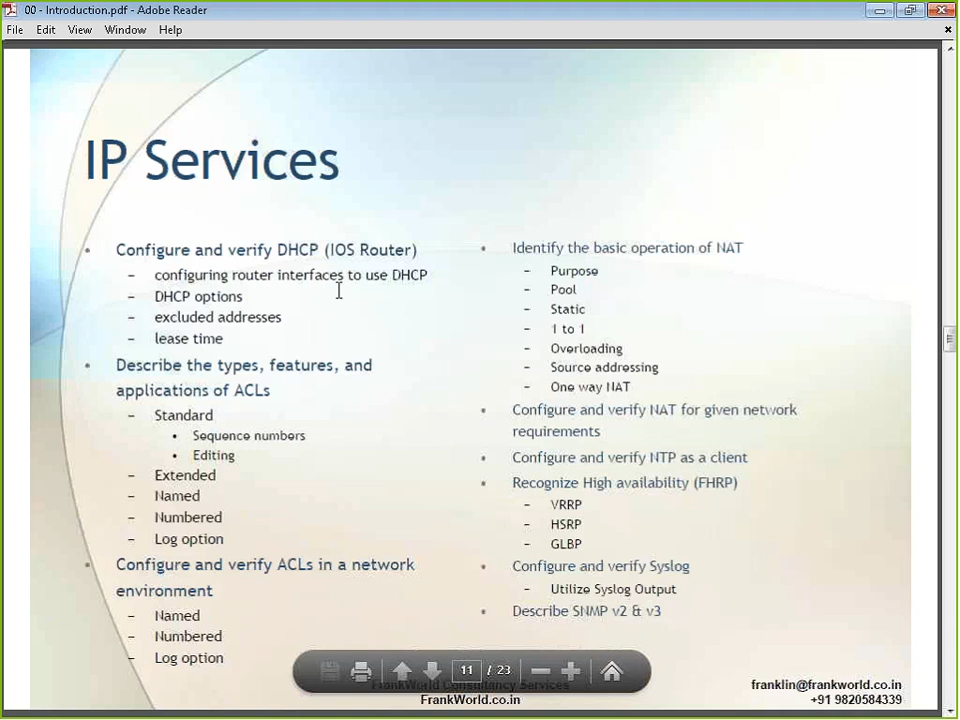 00 - Introduction.pdf - Adobe Reader
File Edit View Window Help
IP Services
• Configure and verify DHCP (IOS Router)
– configuring router interfaces to use DHCP
– DHCP options
– excluded addresses
– lease time
• Describe the types, features, and
applications of ACLs
– Standard
• Sequence numbers
• Editing
– Extended
– Named
– Numbered
– Log option
• Configure and verify ACLs in a network
environment
– Named
– Numbered
– Log option
• Identify the basic operation of NAT
– Purpose
– Pool
– Static
– 1 to 1
– Overloading
– Source addressing
– One way NAT
• Configure and verify NAT for given network
requirements
• Configure and verify NTP as a client
• Recognize High availability (FHRP)
– VRRP
– HSRP
– GLBP
• Configure and verify Syslog
– Utilize Syslog Output
• Describe SNMP v2 & v3
11 / 23
FrankWorld Consultancy Services
FrankWorld.co.in
franklin@frankworld.co.in
+91 9820584339